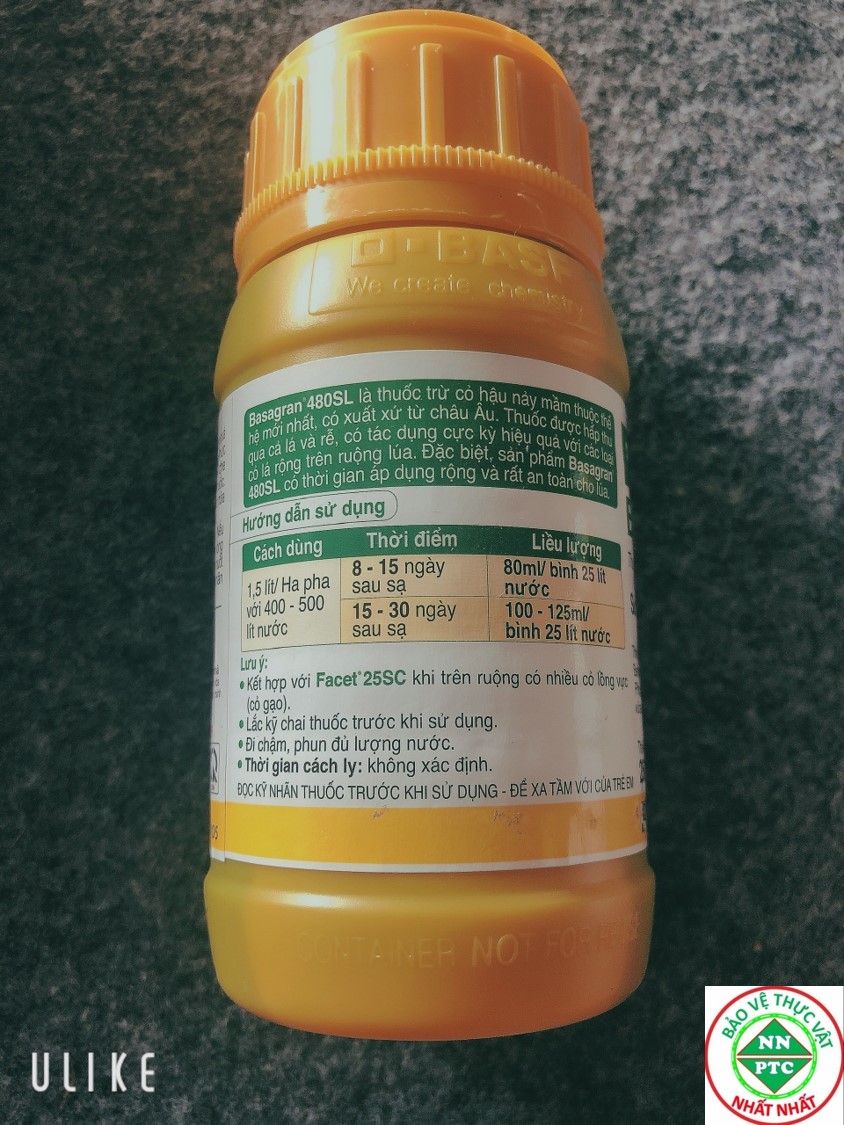 BASF
We create chemistry
Basagran®480SL là thuốc trừ cỏ hậu nảy mầm thuộc thế
hệ mới nhất, có xuất xứ từ châu Âu. Thuốc được hấp thu
qua cả lá và rễ, có tác dụng cực kỳ hiệu quả với các loại
cỏ lá rộng trên ruộng lúa. Đặc biệt, sản phẩm Basagran
480SL có thời gian áp dụng rộng và rất an toàn cho lúa.
Hướng dẫn sử dụng
Cách dùng Thời điểm Liều lượng
1,5 lít/ Ha pha
với 400 - 500
lít nước
8 - 15 ngày
sau sạ
80ml/ bình 25 lít
nước
15 - 30 ngày
sau sạ
100 - 125ml/
bình 25 lít nước
Lưu ý:
• Kết hợp với Facet®25SC khi trên ruộng có nhiều cỏ lồng vực
(cỏ gạo).
• Lắc kỹ chai thuốc trước khi sử dụng.
• Đi chậm, phun đủ lượng nước.
• Thời gian cách ly: không xác định.
ĐỌC KỸ NHÃN THUỐC TRƯỚC KHI SỬ DỤNG - ĐỂ XA TẦM VỚI CỦA TRẺ EM
CONTAINER NOT FOR
ULIKE
BẢO VỆ THỰC VẬT
NN
PTC
NHẤT NHẤT